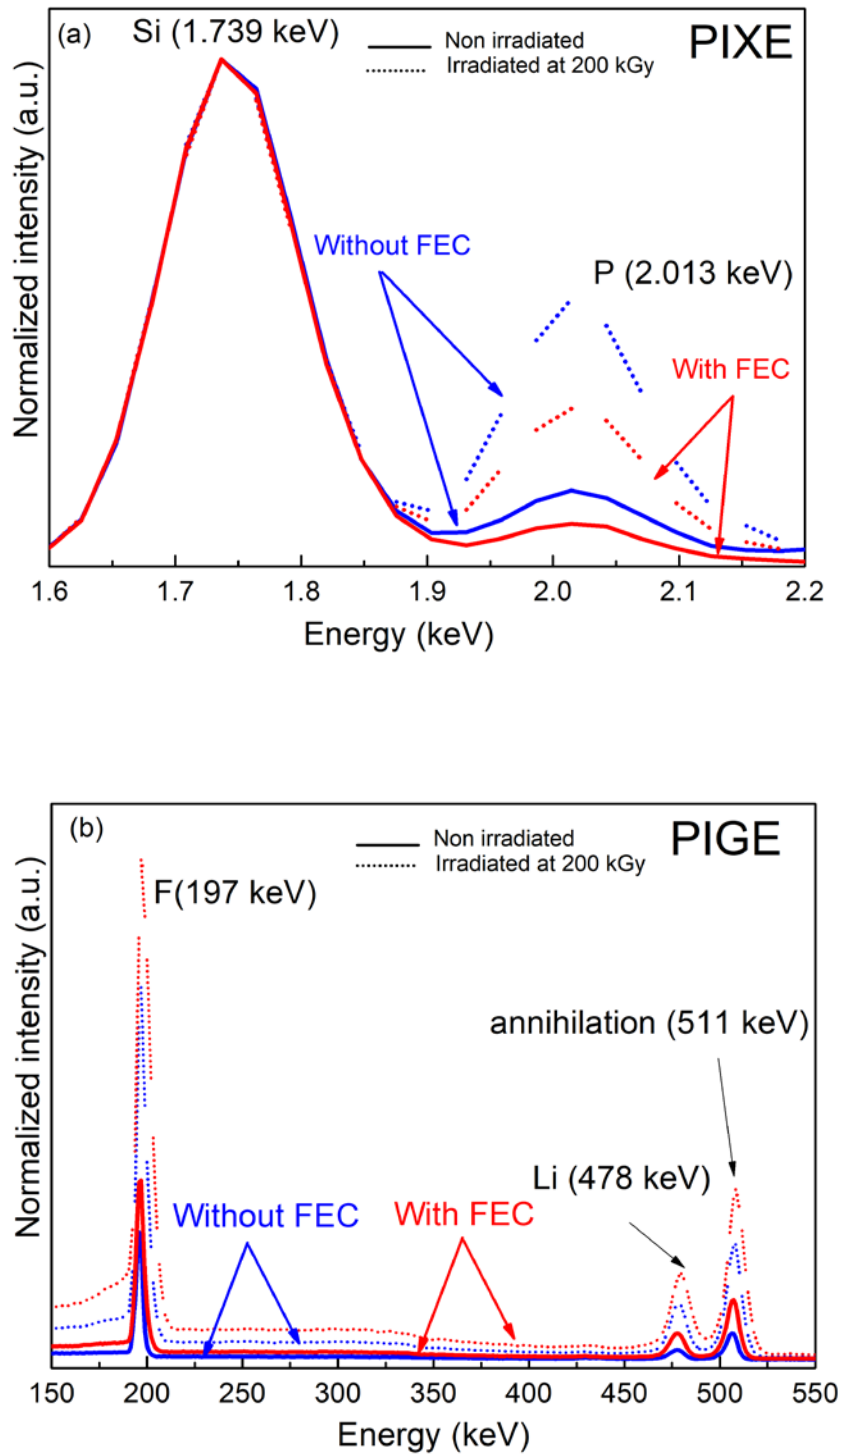 (a)
Si (1.739 keV)
Non irradiated
Irradiated at 200 kGy
PIXE
Without FEC
P (2.013 keV)
With FEC
Normalized intensity (a.u.)
1.6 1.7 1.8 1.9 2.0 2.1 2.2
Energy (keV)
(b)
Non irradiated
Irradiated at 200 kGy
PIGE
F(197 keV)
annihilation (511 keV)
Li (478 keV)
Without FEC
With FEC
Normalized intensity (a.u.)
150 200 250 300 350 400 450 500 550
Energy (keV)